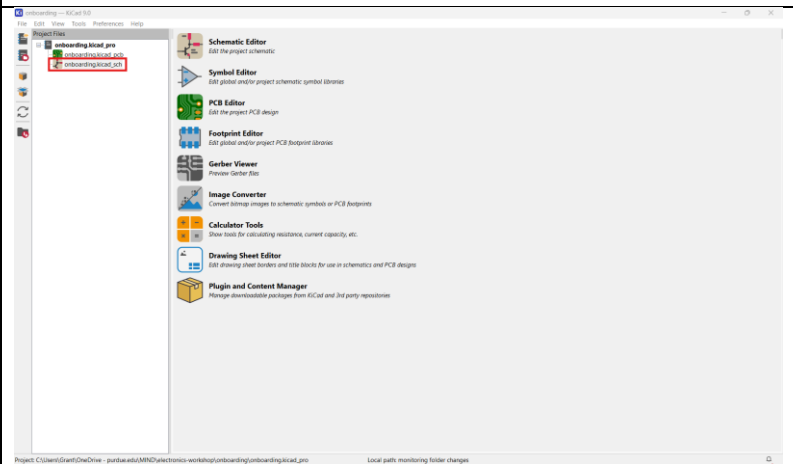 onboarding — KiCad 9.0
File Edit View Tools Preferences Help
Project Files
onboarding.kicad_pro
onboarding.kicad_pcb
onboarding.kicad_sch
Schematic Editor
Edit the project schematic
Symbol Editor
Edit global and/or project schematic symbol libraries
PCB Editor
Edit the project PCB design
Footprint Editor
Edit global and/or project PCB footprint libraries
Gerber Viewer
Preview Gerber files
Image Converter
Convert bitmap images to schematic symbols or PCB footprints
Calculator Tools
Show tools for calculating resistance, current capacity, etc.
Drawing Sheet Editor
Edit drawing sheet borders and title blocks for use in schematics and PCB designs
Plugin and Content Manager
Manage downloadable packages from KiCad and 3rd party repositories
Project: C:\Users\Grant\OneDrive - purdue.edu\MIND\electronics-workshop\onboarding\onboarding.kicad_pro Local path: monitoring folder changes